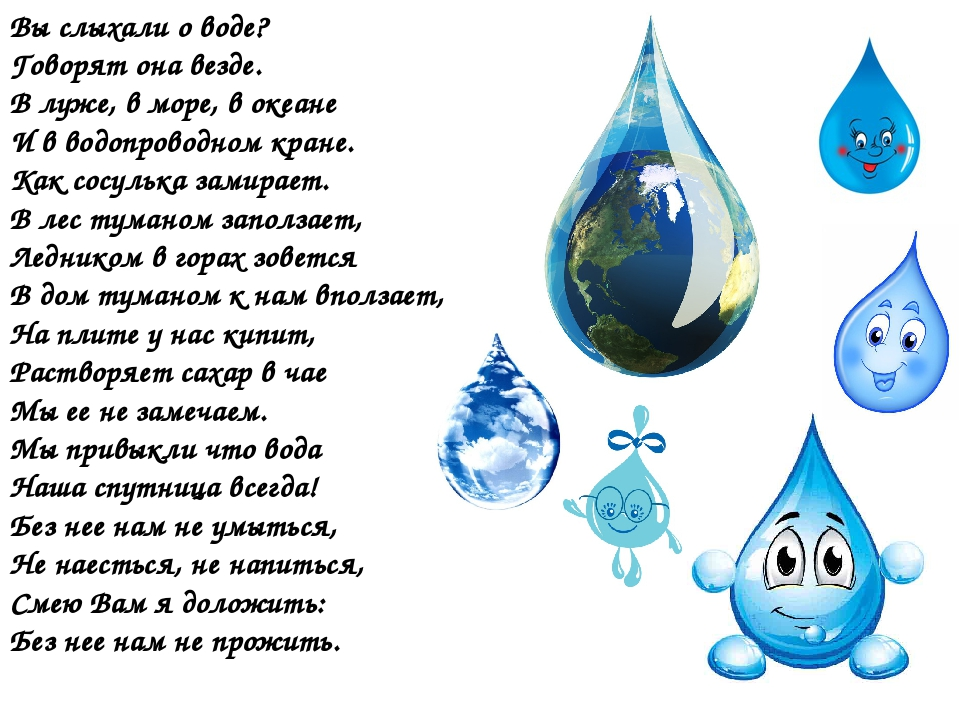 Вы слыхали о воде?
Говорят она везде.
В луже, в море, в океане
И в водопроводном кране.
Как сосулька замирает.
В лес туманом заползает,
Ледником в горах зовется
В дом туманом к нам вползает,
На плите у нас кипит,
Растворяет сахар в чае
Мы ее не замечаем.
Мы привыкли что вода
Наша спутница всегда!
Без нее нам не умыться,
Не наесться, не напиться,
Смею Вам я доложить:
Без нее нам не прожить.